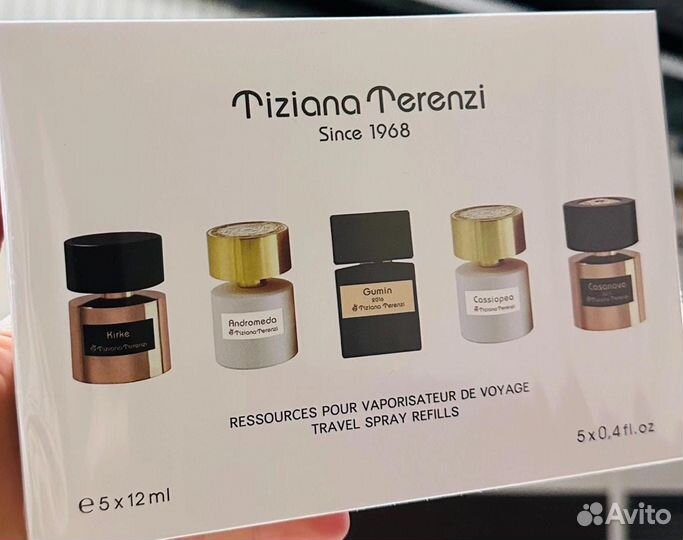 Tiziana Terenzi
Since 1968
Kirke
Tiziana Terenzi
Andromeda
Tiziana Terenzi
Gumin
2016
Tiziana Terenzi
Cassiopea
Tiziana Terenzi
Casanova
Tiziana Terenzi
RESSOURCES POUR VAPORISATEUR DE VOYAGE
TRAVEL SPRAY REFILLS
℮ 5 x 12 ml
5 x 0,4 fl.oz
Avito